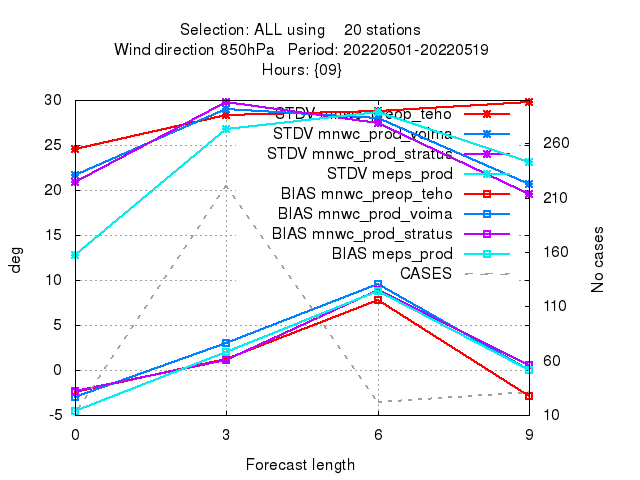 Selection: ALL using 20 stations
Wind direction 850hPa Period: 20220501-20220519
Hours: {09}
30
25
20
15
10
5
0
-5
deg
STDV mnwc_preop_teho
STDV mnwc_prod_voima
STDV mnwc_prod_stratus
STDV meps_prod
BIAS mnwc_preop_teho
BIAS mnwc_prod_voima
BIAS mnwc_prod_stratus
BIAS meps_prod
CASES
260
210
160
110
60
10
No cases
0 3 6 9
Forecast length